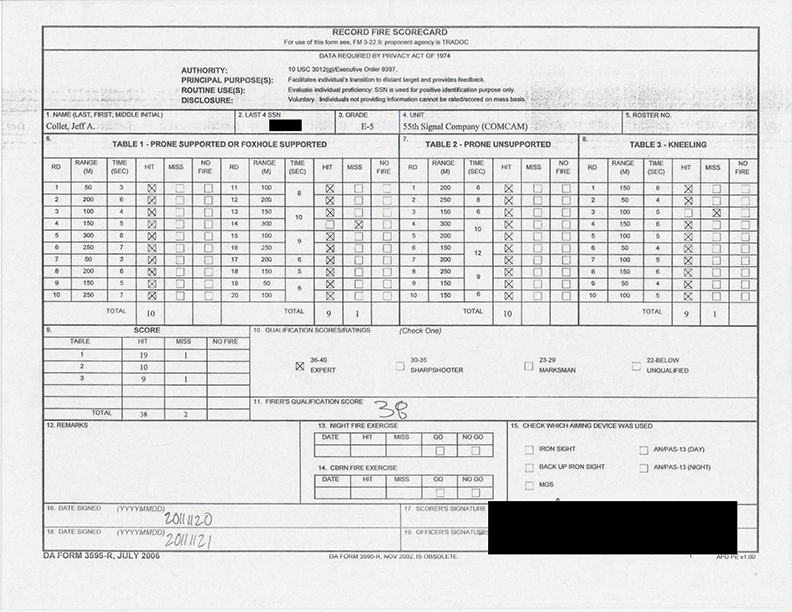 RECORD FIRE SCORECARD
For use of this form see, FM 3-22.9; proponent agency is TRADOC
DATA REQUIRED BY PRIVACY ACT OF 1974
AUTHORITY: 10 USC 3012(g)/Executive Order 9397.
PRINCIPAL PURPOSE(S): Facilitates individual's transition to distant target and provides feedback.
ROUTINE USE(S): Evaluate individual proficiency; SSN is used for positive identification purpose only.
DISCLOSURE: Voluntary. Individuals not providing information cannot be rated/scored on mass basis.
1. NAME (LAST, FIRST, MIDDLE INITIAL) 2. LAST 4 SSN 3. GRADE 4. UNIT 5. ROSTER NO.
Collet, Jeff A. E-5 55th Signal Company (COMCAM)
6. TABLE 1 - PRONE SUPPORTED OR FOXHOLE SUPPORTED 7. TABLE 2 - PRONE UNSUPPORTED 8. TABLE 3 - KNEELING
RD RANGE (M) TIME (SEC) HIT MISS NO FIRE RD RANGE (M) TIME (SEC) HIT MISS NO FIRE RD RANGE (M) TIME (SEC) HIT MISS NO FIRE RD RANGE (M) TIME (SEC) HIT MISS NO FIRE
1 50 3 11 100 8 1 200 6 1 150 8
2 200 6 12 200 2 250 8 2 50 4
3 100 4 13 150 10 3 150 6 3 100 5
4 150 5 14 300 4 300 10 4 150 6
5 300 8 15 100 9 5 200 5 100 5
6 250 7 16 250 6 150 12 6 50 4
7 50 3 17 200 6 7 200 7 100 5
8 200 6 18 150 5 8 250 9 8 150 6
9 150 5 19 50 6 9 150 9 50 4
10 250 7 20 100 10 150 6 10 100 5
TOTAL 10 TOTAL 9 1 TOTAL 10 TOTAL 9 1
9. SCORE 10. QUALIFICATION SCORES/RATINGS (Check One)
TABLE HIT MISS NO FIRE
1 19 1
2 10
3 9 1
TOTAL 38 2
36-40 EXPERT
30-35 SHARPSHOOTER
23-29 MARKSMAN
22-BELOW UNQUALIFIED
11. FIRER'S QUALIFICATION SCORE 38
12. REMARKS
13. NIGHT FIRE EXERCISE
DATE HIT MISS GO NO GO
14. CBRN FIRE EXERCISE
DATE HIT MISS GO NO GO
15. CHECK WHICH AIMING DEVICE WAS USED
IRON SIGHT AN/PAS-13 (DAY)
BACK UP IRON SIGHT AN/PAS-13 (NIGHT)
MGS
16. DATE SIGNED (YYYYMMDD) 20111120 17. SCORER'S SIGNATURE
18. DATE SIGNED (YYYYMMDD) 20111121 19. OFFICER'S SIGNATURE
DA FORM 3595-R, JULY 2006 DA FORM 3595-R, NOV 2002, IS OBSOLETE. APD PE v1.00